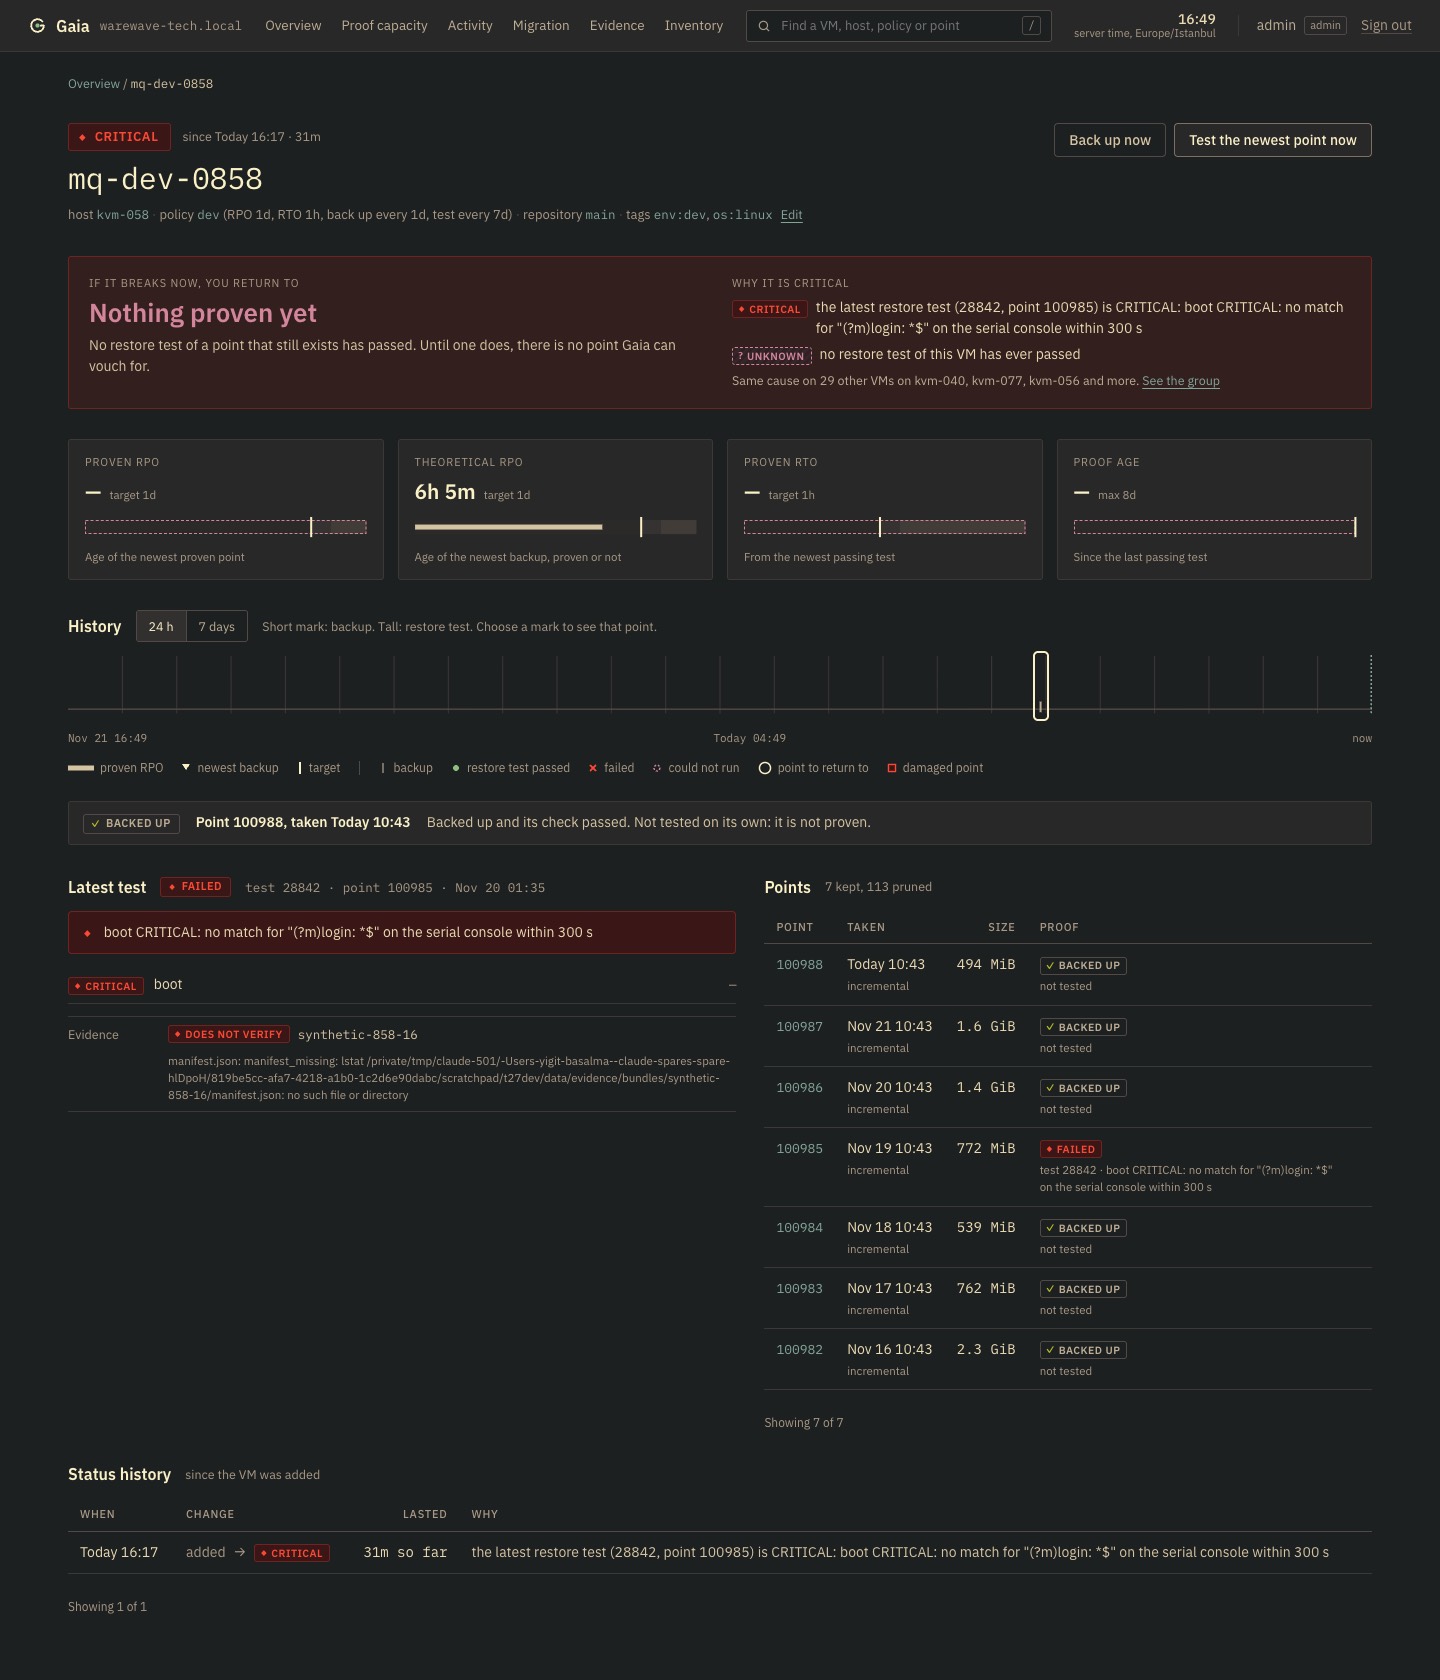 Gaia warewave-tech.local Overview Proof capacity Activity Migration Evidence Inventory Find a VM, host, policy or point / 16:49 admin admin Sign out
server time, Europe/Istanbul
Overview / mq-dev-0858
CRITICAL since Today 16:17 · 31m Back up now Test the newest point now
mq-dev-0858
host kvm-058 · policy dev (RPO 1d, RTO 1h, back up every 1d, test every 7d) · repository main · tags env:dev, os:linux Edit
IF IT BREAKS NOW, YOU RETURN TO
Nothing proven yet
No restore test of a point that still exists has passed. Until one does, there is no point Gaia can
vouch for.
WHY IT IS CRITICAL
CRITICAL the latest restore test (28842, point 100985) is CRITICAL: boot CRITICAL: no match
for "(?m)login: *$" on the serial console within 300 s
? UNKNOWN no restore test of this VM has ever passed
Same cause on 29 other VMs on kvm-040, kvm-077, kvm-056 and more. See the group
PROVEN RPO
— target 1d
Age of the newest proven point
THEORETICAL RPO
6h 5m target 1d
Age of the newest backup, proven or not
PROVEN RTO
— target 1h
From the newest passing test
PROOF AGE
— max 8d
Since the last passing test
History 24 h 7 days Short mark: backup. Tall: restore test. Choose a mark to see that point.
Nov 21 16:49 Today 04:49 now
proven RPO newest backup target backup restore test passed failed could not run point to return to damaged point
BACKED UP Point 100988, taken Today 10:43 Backed up and its check passed. Not tested on its own: it is not proven.
Latest test FAILED test 28842 · point 100985 · Nov 20 01:35
boot CRITICAL: no match for "(?m)login: *$" on the serial console within 300 s
CRITICAL boot —
Evidence DOES NOT VERIFY synthetic-858-16
manifest.json: manifest_missing: lstat /private/tmp/claude-501/-Users-yigit-basalma--claude-spares-spare-
hlDpoH/819be5cc-afa7-4218-a1b0-1c2d6e90dabc/scratchpad/t27dev/data/evidence/bundles/synthetic-
858-16/manifest.json: no such file or directory
Points 7 kept, 113 pruned
POINT TAKEN SIZE PROOF
100988 Today 10:43 494 MiB BACKED UP
incremental not tested
100987 Nov 21 10:43 1.6 GiB BACKED UP
incremental not tested
100986 Nov 20 10:43 1.4 GiB BACKED UP
incremental not tested
100985 Nov 19 10:43 772 MiB FAILED
incremental test 28842 · boot CRITICAL: no match for "(?m)login: *$"
on the serial console within 300 s
100984 Nov 18 10:43 539 MiB BACKED UP
incremental not tested
100983 Nov 17 10:43 762 MiB BACKED UP
incremental not tested
100982 Nov 16 10:43 2.3 GiB BACKED UP
incremental not tested
Showing 7 of 7
Status history since the VM was added
WHEN CHANGE LASTED WHY
Today 16:17 added → CRITICAL 31m so far the latest restore test (28842, point 100985) is CRITICAL: boot CRITICAL: no match for "(?m)login: *$" on the serial console within 300 s
Showing 1 of 1